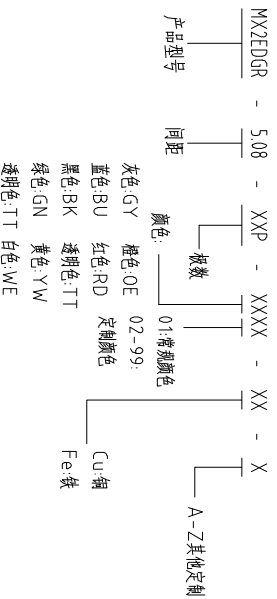 MX2EDGR - 5.08 - XXP - XXXX - XX - X
产品型号
间距
极数
颜色:
01:常规颜色
02-99:
定制颜色
灰色:GY 橙色:OE
蓝色:BU 红色:RD
黑色:BK 透明色:TT
绿色:GN 黄色:YW
透明色:TT 白色:WE
Cu:铜
Fe:铁
A-Z其他定制